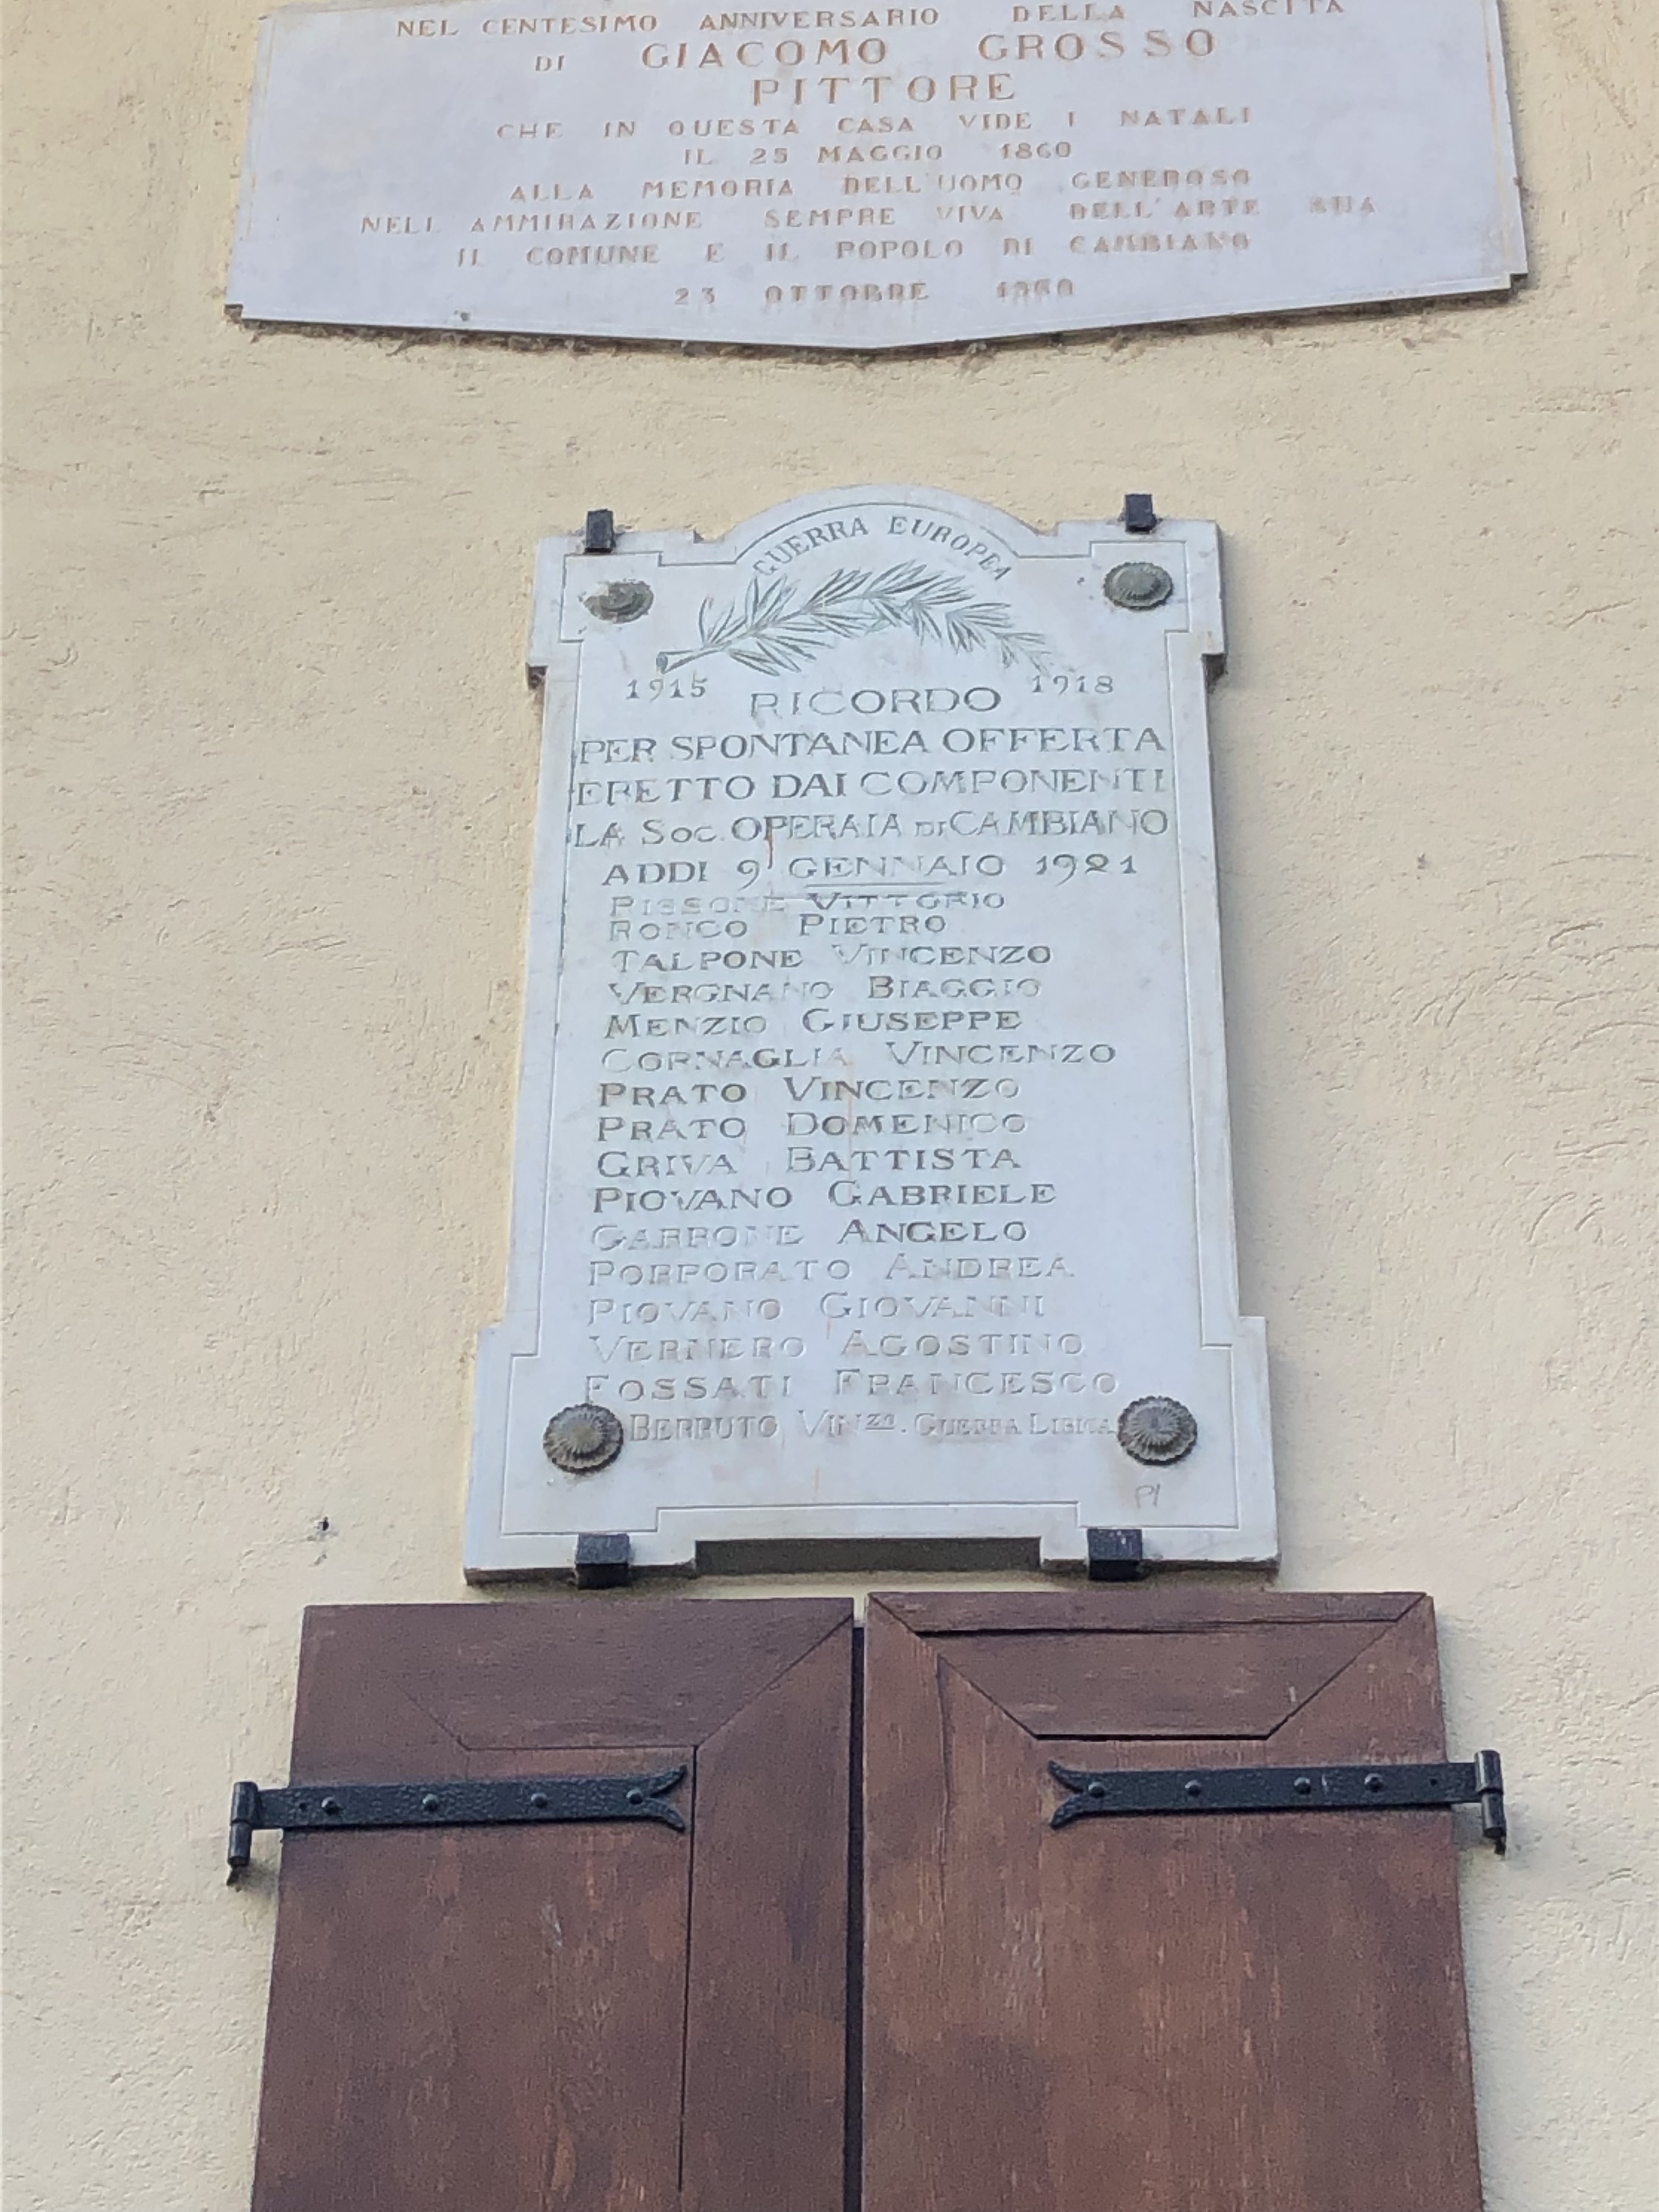 NEL CENTESIMO ANNIVERSARIO DELLA NASCITA
DI GIACOMO GROSSO
PITTORE
CHE IN QUESTA CASA VIDE I NATALI
IL 25 MAGGIO 1860
ALLA MEMORIA DELL'UOMO GENEROSO
NELL AMMIRAZIONE SEMPRE VIVA DELL'ARTE SUA
IL COMUNE E IL POPOLO DI CAMBIANO
23 OTTOBRE 1960
GUERRA EUROPEA
1915 1918
RICORDO
PER SPONTANEA OFFERTA
ERETTO DAI COMPONENTI
LA SOC. OPERAIA DI CAMBIANO
ADDI 9 GENNAIO 1921
PISSONE VITTORIO
RONCO PIETRO
TALPONE VINCENZO
VERGNANO BIAGGIO
MENZIO GIUSEPPE
CORNAGLIA VINCENZO
PRATO VINCENZO
PRATO DOMENICO
GRIVA BATTISTA
PIOVANO GABRIELE
GARRONE ANGELO
PORPORATO ANDREA
PIOVANO GIOVANNI
VERNERO AGOSTINO
FOSSATI FRANCESCO
BERRUTO VINZO. GUERRA LIBICA